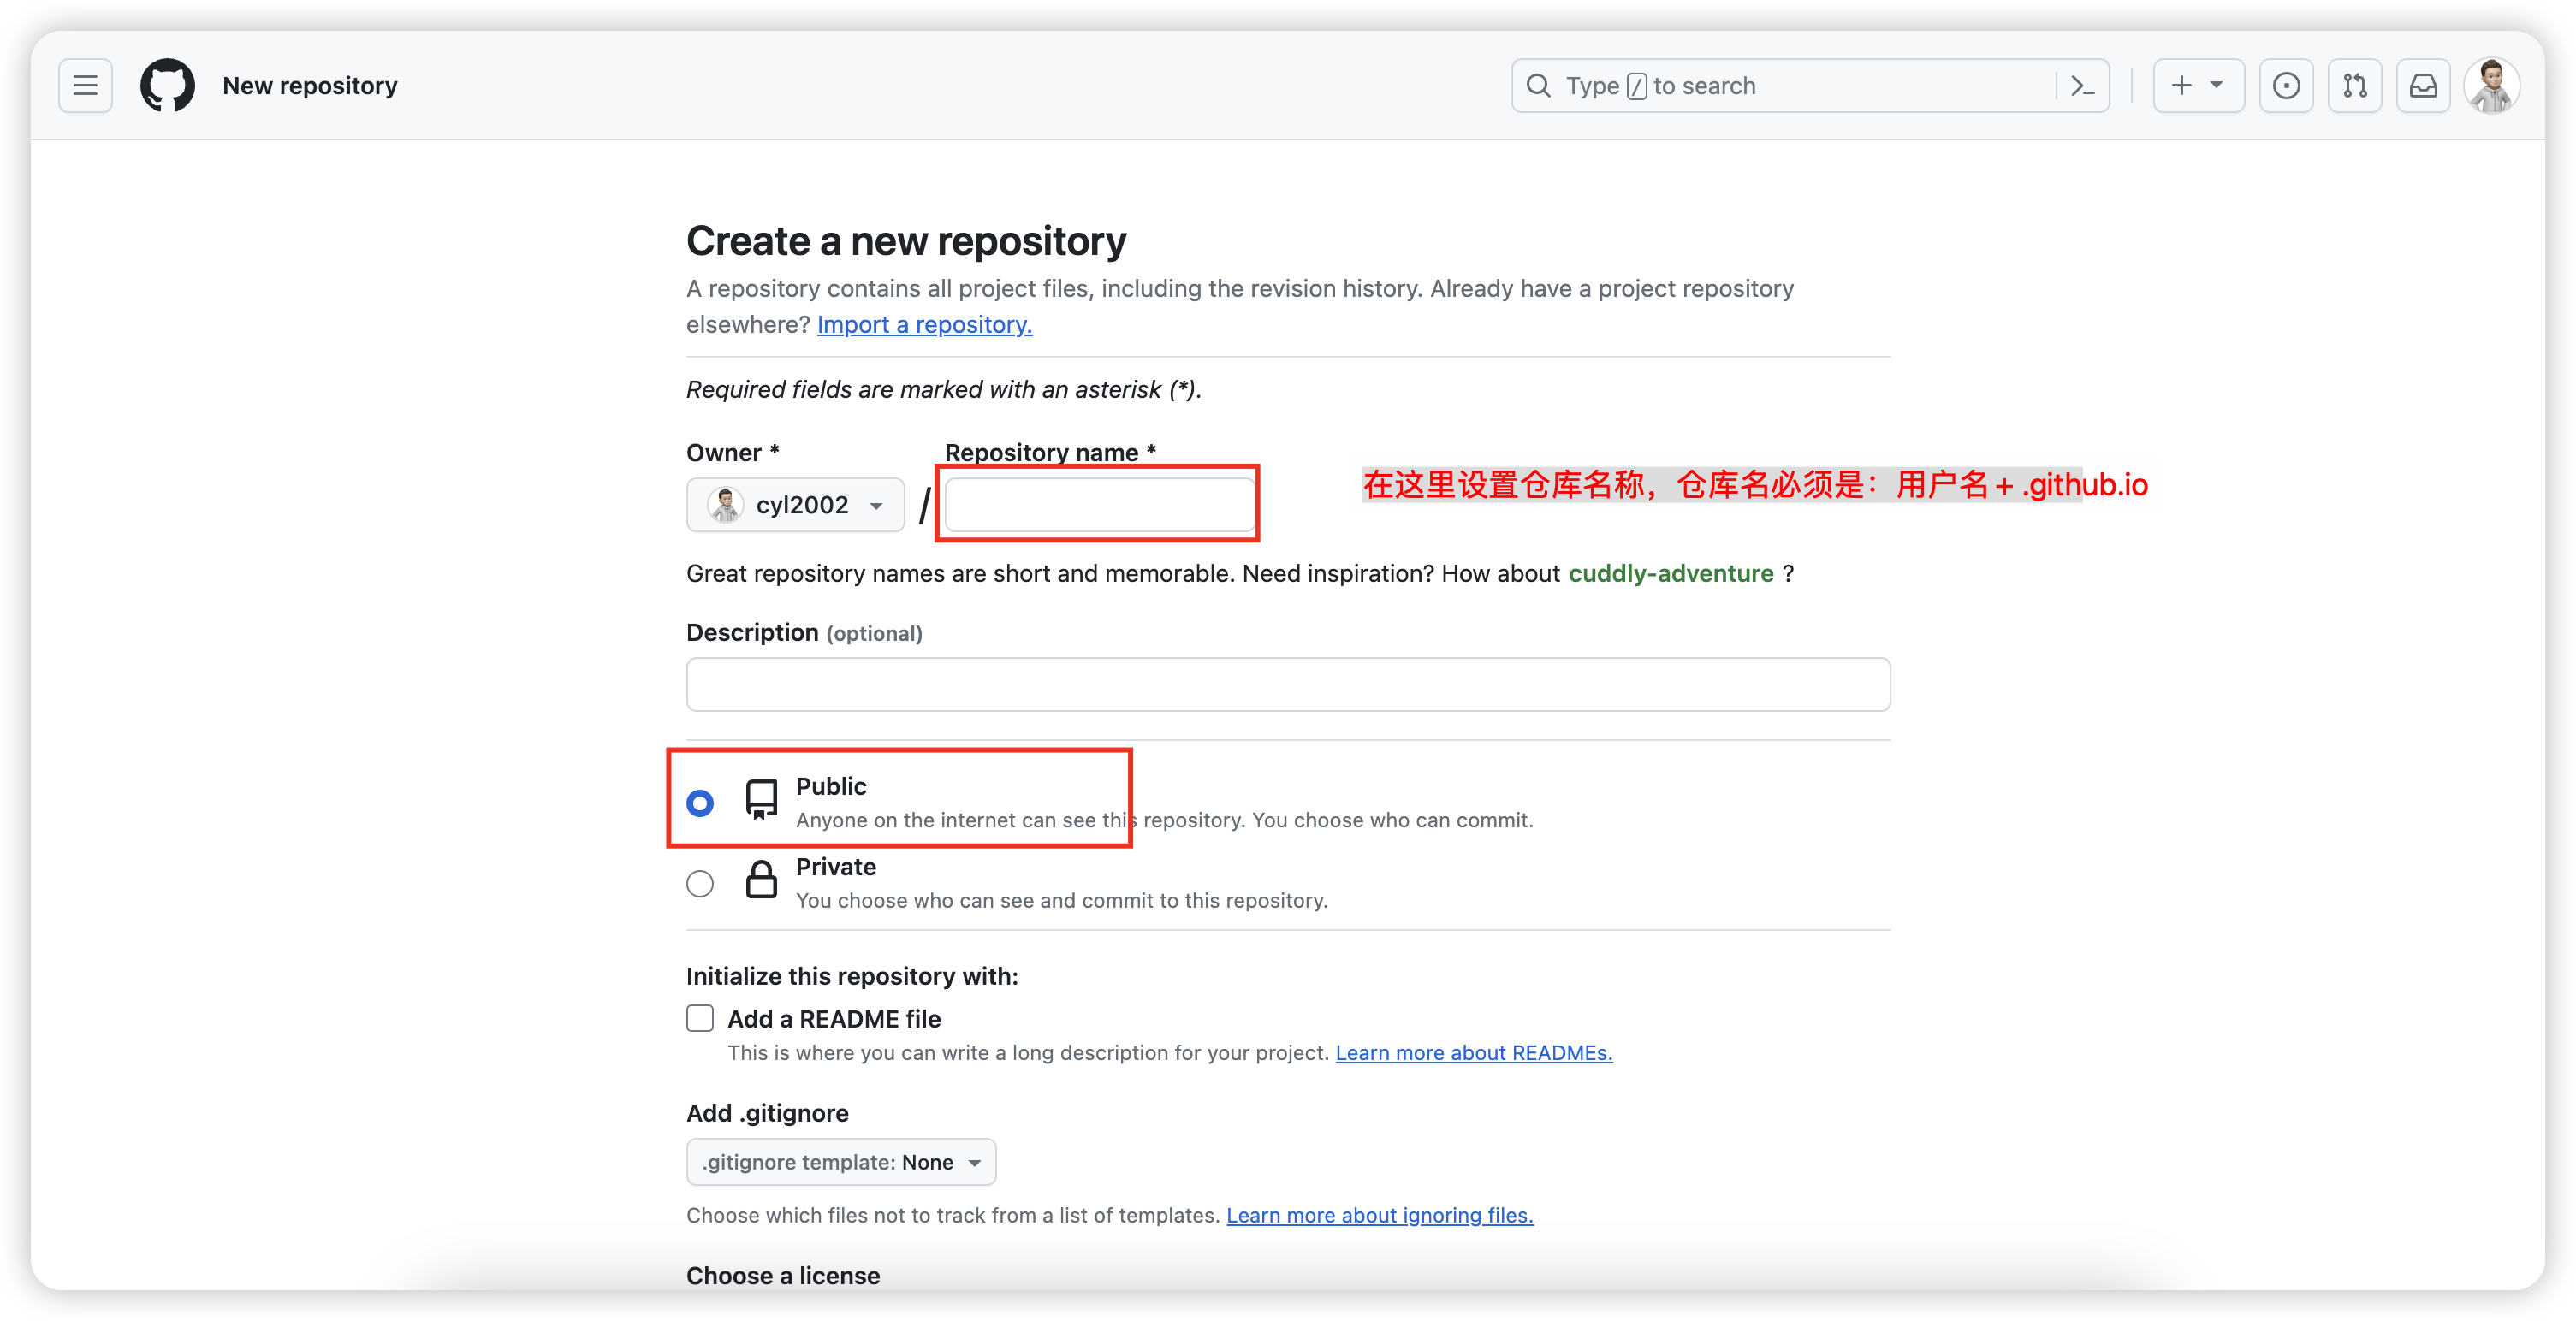 New repository
Type / to search
Create a new repository
A repository contains all project files, including the revision history. Already have a project repository
elsewhere? Import a repository.
Required fields are marked with an asterisk (*).
Owner *
Repository name *
cyl2002
/
在这里设置仓库名称，仓库名必须是：用户名+ .github.io
Great repository names are short and memorable. Need inspiration? How about cuddly-adventure ?
Description (optional)
Public
Anyone on the internet can see this repository. You choose who can commit.
Private
You choose who can see and commit to this repository.
Initialize this repository with:
Add a README file
This is where you can write a long description for your project. Learn more about READMEs.
Add .gitignore
.gitignore template: None
Choose which files not to track from a list of templates. Learn more about ignoring files.
Choose a license